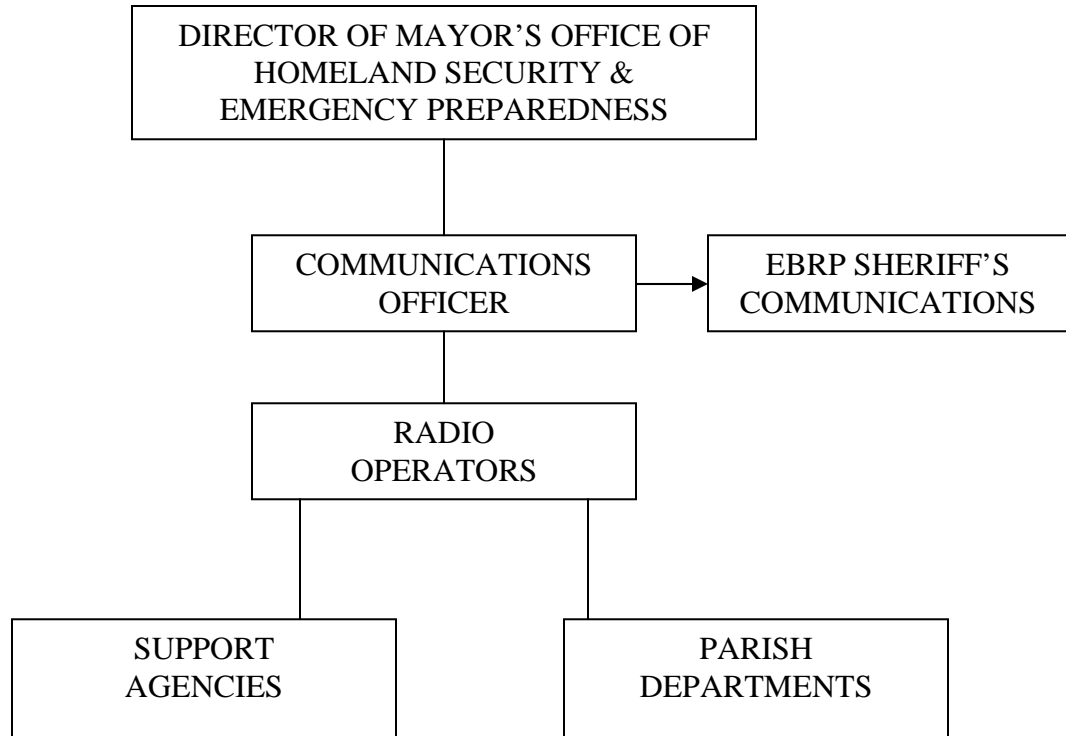 DIRECTOR OF MAYOR’S OFFICE OF
HOMELAND SECURITY &
EMERGENCY PREPAREDNESS
COMMUNICATIONS
OFFICER
EBRP SHERIFF’S
COMMUNICATIONS
RADIO
OPERATORS
SUPPORT
AGENCIES
PARISH
DEPARTMENTS